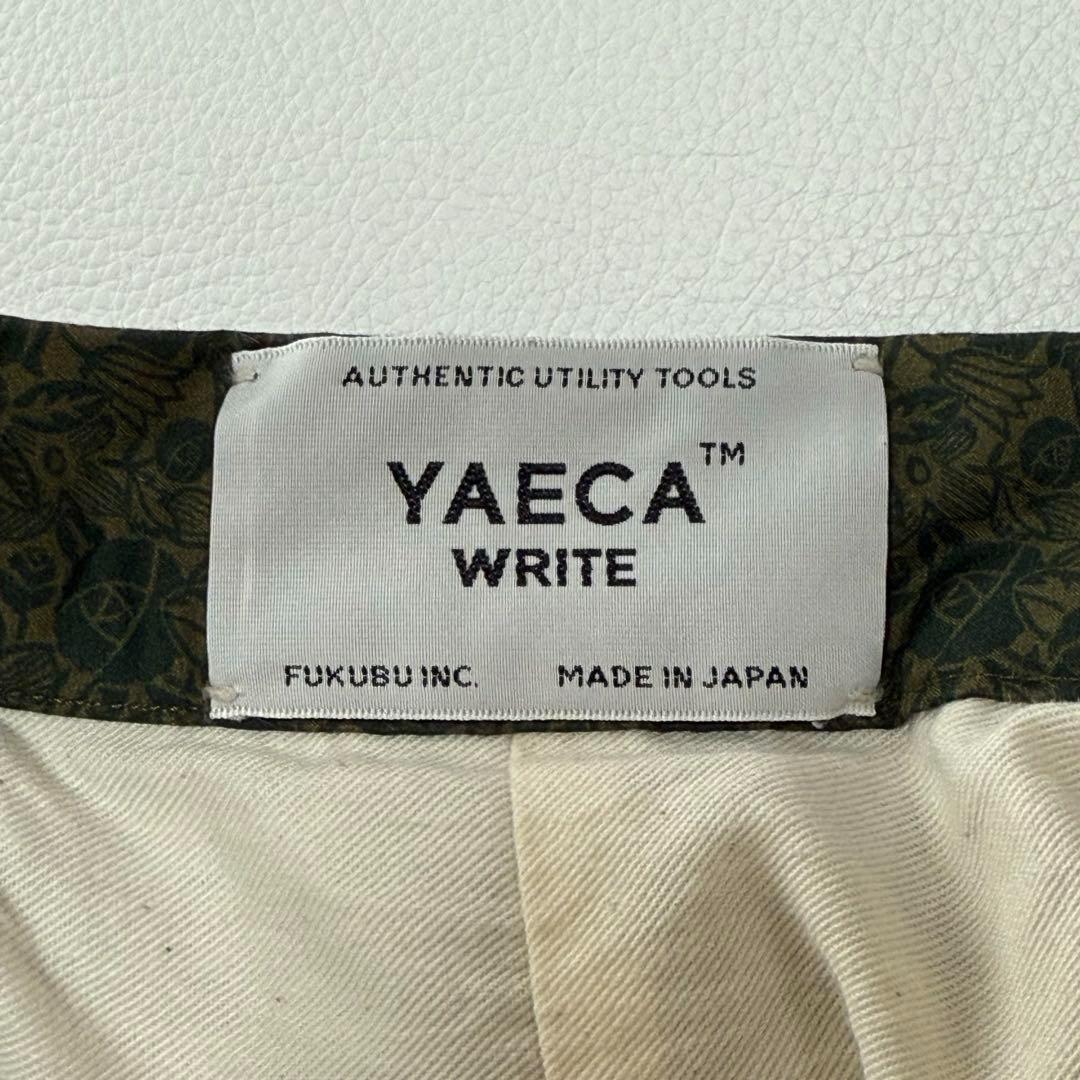 AUTHENTIC UTILITY TOOLS
YAECA™
WRITE
FUKUBU INC. MADE IN JAPAN